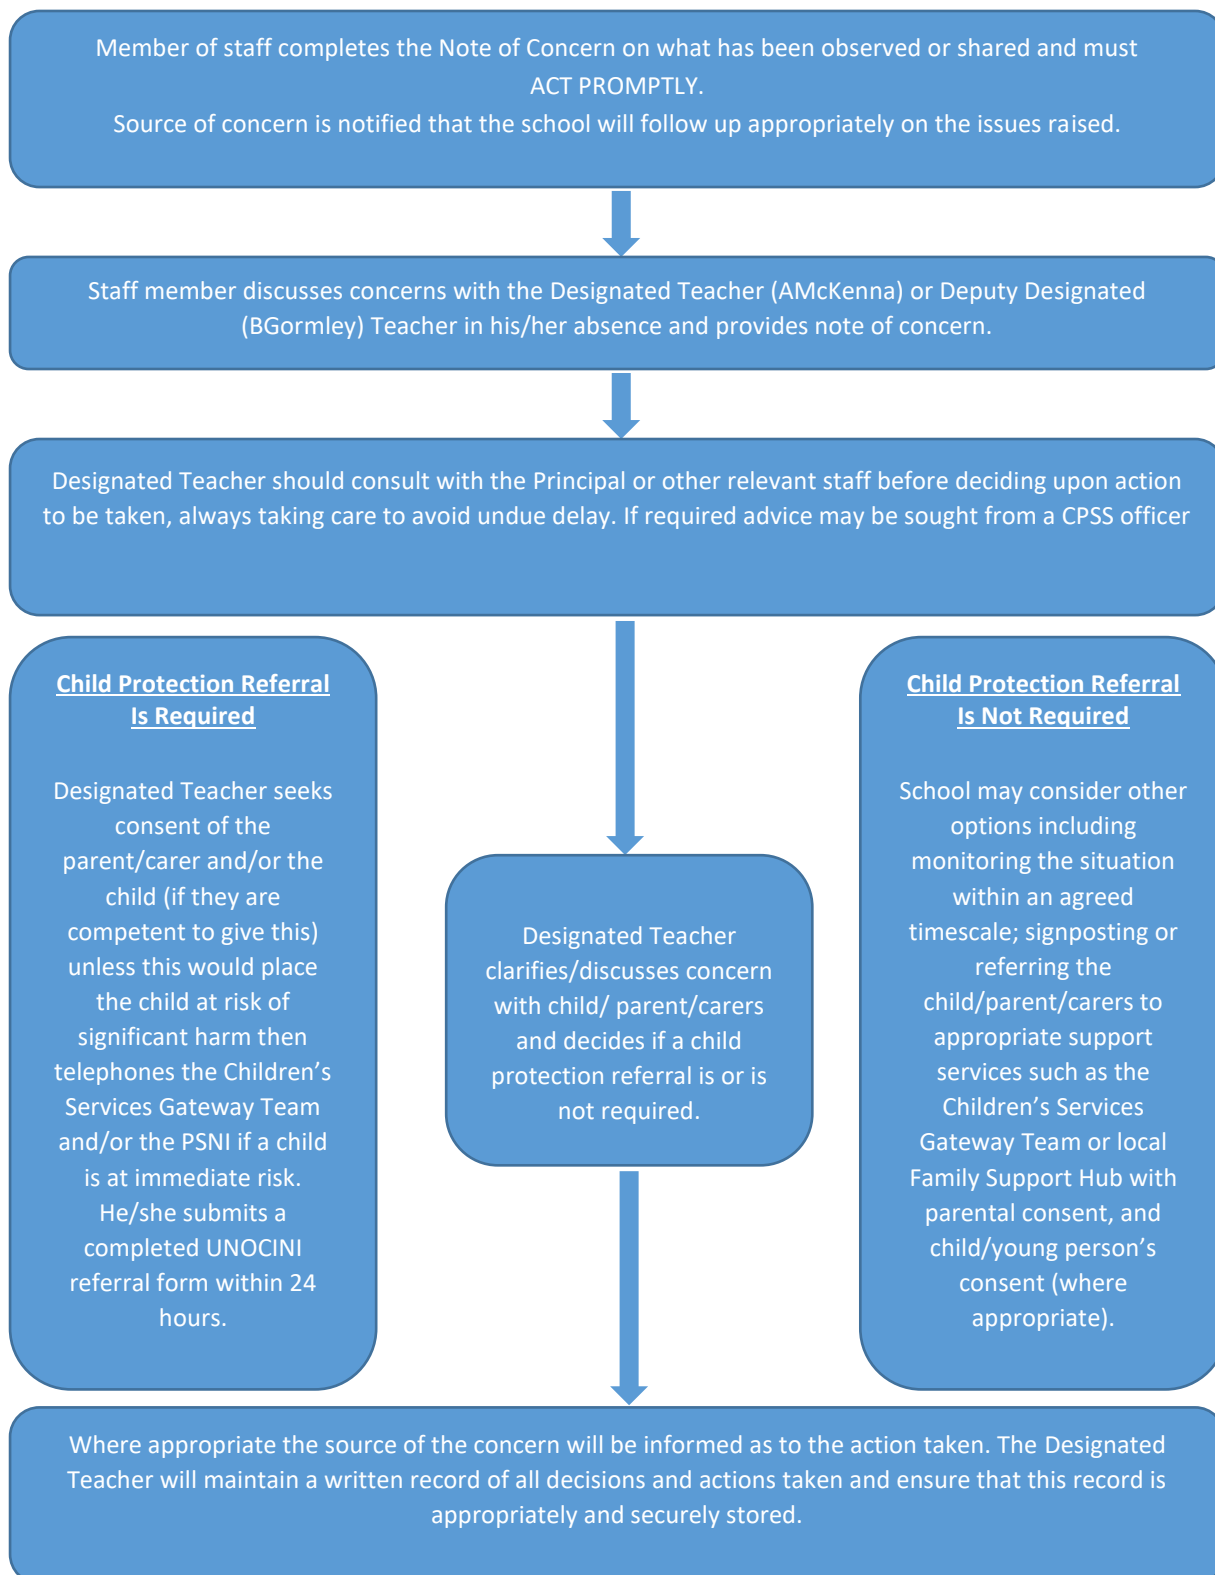 Member of staff completes the Note of Concern on what has been observed or shared and must
ACT PROMPTLY.
Source of concern is notified that the school will follow up appropriately on the issues raised.
Staff member discusses concerns with the Designated Teacher (AMcKenna) or Deputy Designated
(BGormley) Teacher in his/her absence and provides note of concern.
Designated Teacher should consult with the Principal or other relevant staff before deciding upon action
to be taken, always taking care to avoid undue delay. If required advice may be sought from a CPSS officer
Child Protection Referral
Is Required
Designated Teacher seeks
consent of the
parent/carer and/or the
child (if they are
competent to give this)
unless this would place
the child at risk of
significant harm then
telephones the Children’s
Services Gateway Team
and/or the PSNI if a child
is at immediate risk.
He/she submits a
completed UNOCINI
referral form within 24
hours.
Designated Teacher
clarifies/discusses concern
with child/ parent/carers
and decides if a child
protection referral is or is
not required.
Child Protection Referral
Is Not Required
School may consider other
options including
monitoring the situation
within an agreed
timescale; signposting or
referring the
child/parent/carers to
appropriate support
services such as the
Children’s Services
Gateway Team or local
Family Support Hub with
parental consent, and
child/young person’s
consent (where
appropriate).
Where appropriate the source of the concern will be informed as to the action taken. The Designated
Teacher will maintain a written record of all decisions and actions taken and ensure that this record is
appropriately and securely stored.